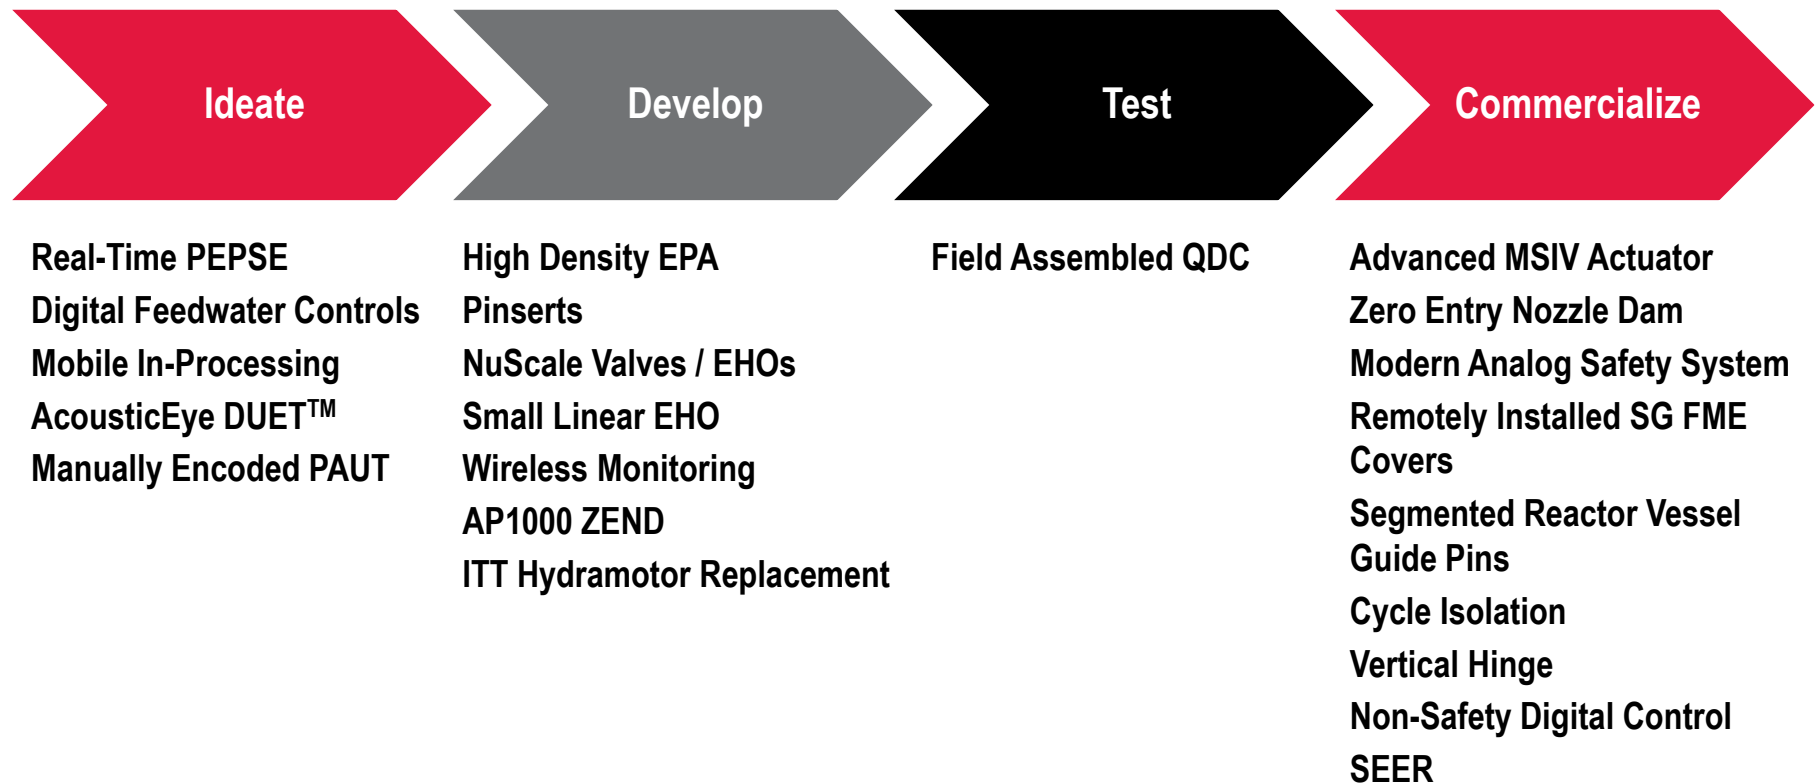 Ideate
Develop
Test
Commercialize
Real-Time PEPSE
Digital Feedwater Controls
Mobile In-Processing
AcousticEye DUET™
Manually Encoded PAUT
High Density EPA
Pinserts
NuScale Valves / EHOs
Small Linear EHO
Wireless Monitoring
AP1000 ZEND
ITT Hydramotor Replacement
Field Assembled QDC
Advanced MSIV Actuator
Zero Entry Nozzle Dam
Modern Analog Safety System
Remotely Installed SG FME
Covers
Segmented Reactor Vessel
Guide Pins
Cycle Isolation
Vertical Hinge
Non-Safety Digital Control
SEER